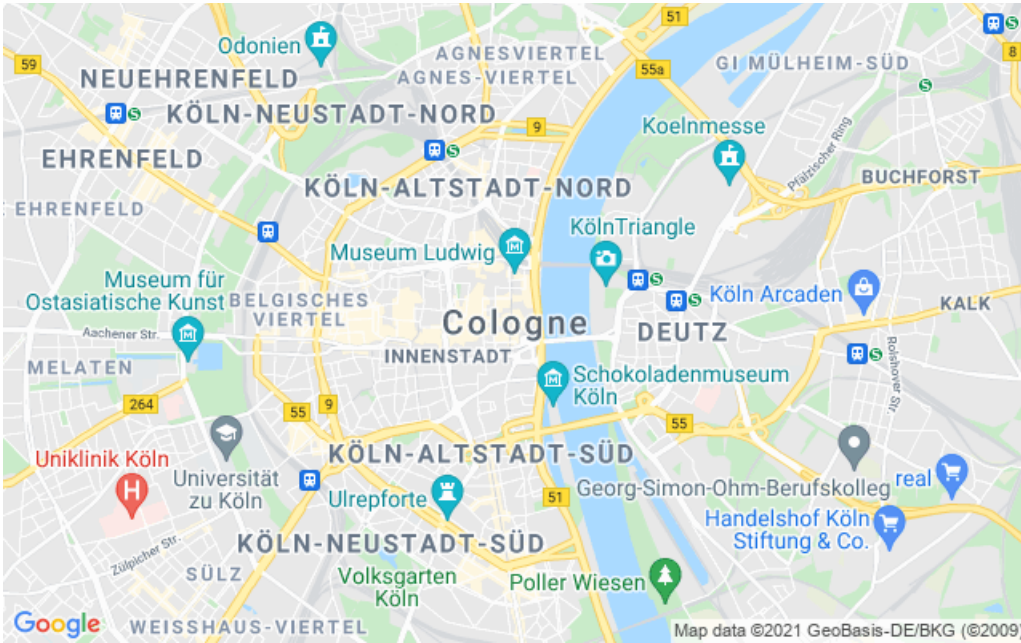 51
Odonien
AGNESVIERTEL
AGNES-VIERTEL
GI MÜLHEIM-SÜD
8
59
55a
NEUEHRENFELD
S
S
KÖLN-NEUSTADT-NORD
S
9
Koelnmesse
EHRENFELD
S
Pfälzischer Ring
BUCHFORST
KÖLN-ALTSTADT-NORD
E EHRENFELD
KölnTriangle
Museum Ludwig
Museum für
Ostasiatische Kunst
S
S
Köln Arcaden
BELGISCHES
VIERTEL
KALK
Cologne
DEUTZ
Aachener Str.
INNENSTADT
S
Rolshover Str.
MELATEN
Schokoladenmuseum
Köln
264
55
9
55
KÖLN-ALTSTADT-SÜD
Uniklinik Köln
H
Universität
zu Köln
Ulrepforte
51
Georg-Simon-Ohm-Berufskolleg
real
Handelshof Köln
Stiftung & Co.
Zülpicher Str.
KÖLN-NEUSTADT-SÜD
SÜLZ
Volksgarten
Köln
Poller Wiesen
Google
WEISSHAUS-VIERTEL
Map data ©2021 GeoBasis-DE/BKG (©2009)